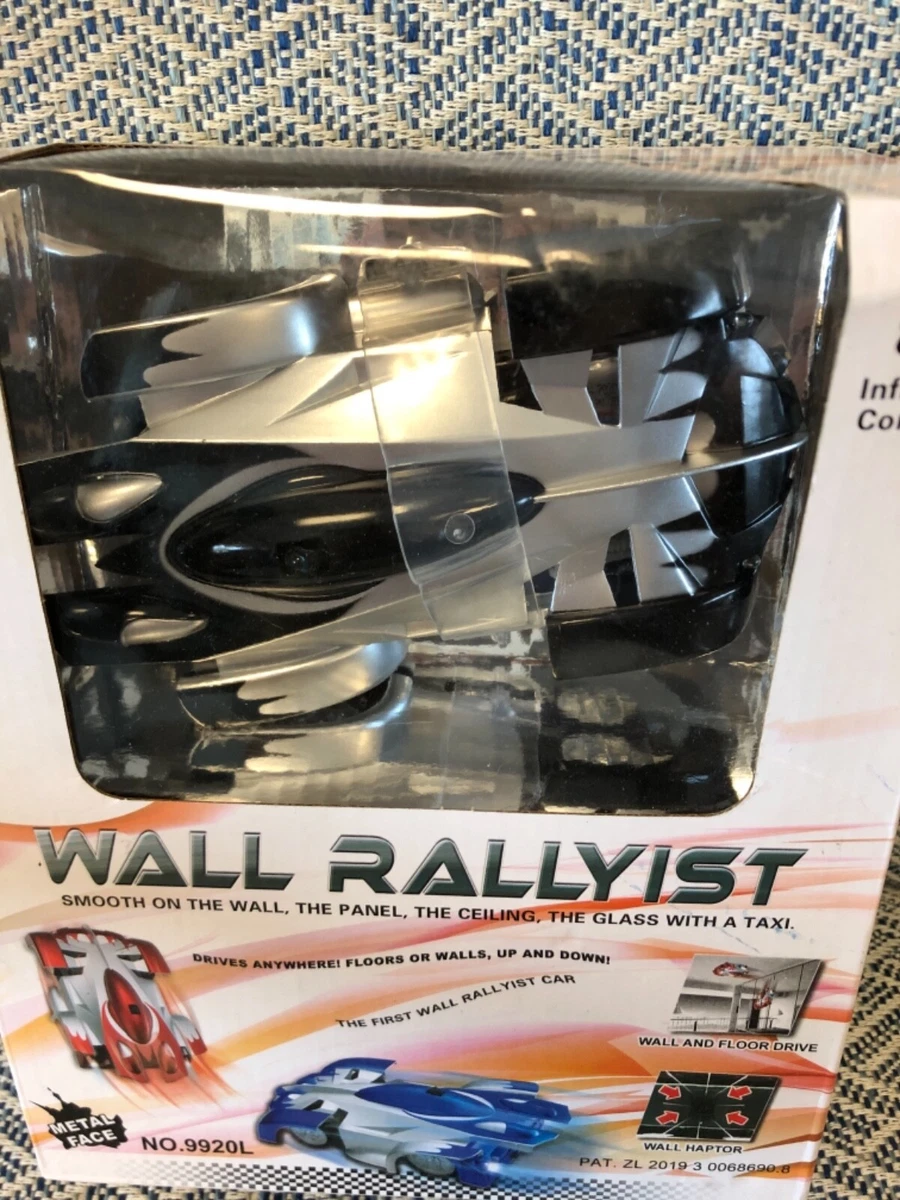 Inf
Co
WALL RALLYIST
SMOOTH ON THE WALL, THE PANEL, THE CEILING, THE GLASS WITH A TAXI.
DRIVES ANYWHERE! FLOORS OR WALLS, UP AND DOWN!
THE FIRST WALL RALLYIST CAR
WALL AND FLOOR DRIVE
METAL
FACE
NO.9920L
WALL HAPTOR
PAT. ZL 2019 3 0068690.8